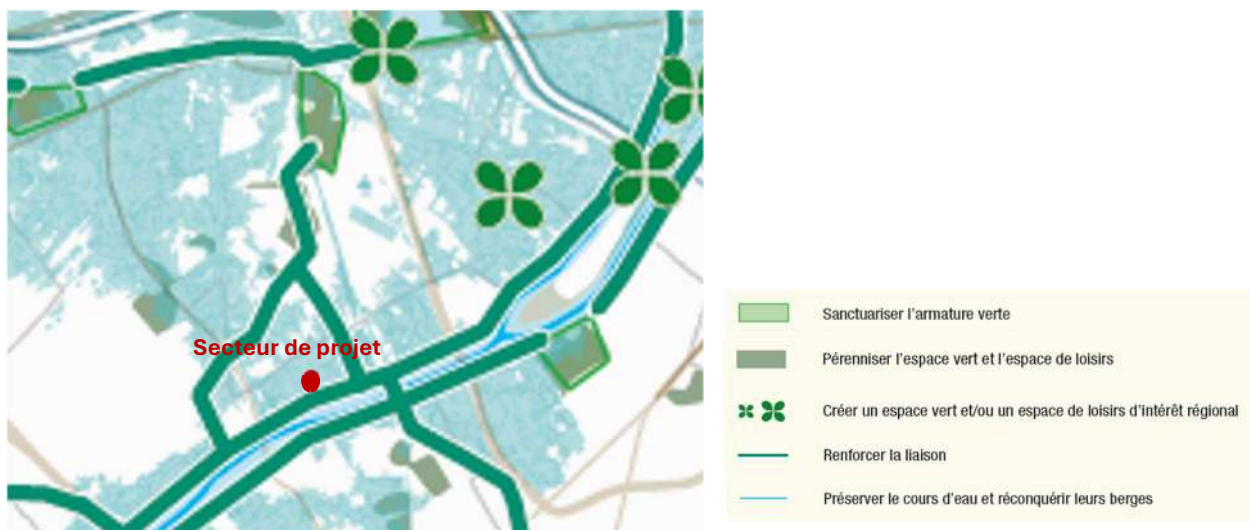 Secteur de projet
Sanctuariser l'armature verte
Pérenniser l'espace vert et l'espace de loisirs
Créer un espace vert et/ou un espace de loisirs d'intérêt régional
Renforcer la liaison
Préserver le cours d'eau et réconquérir leurs berges